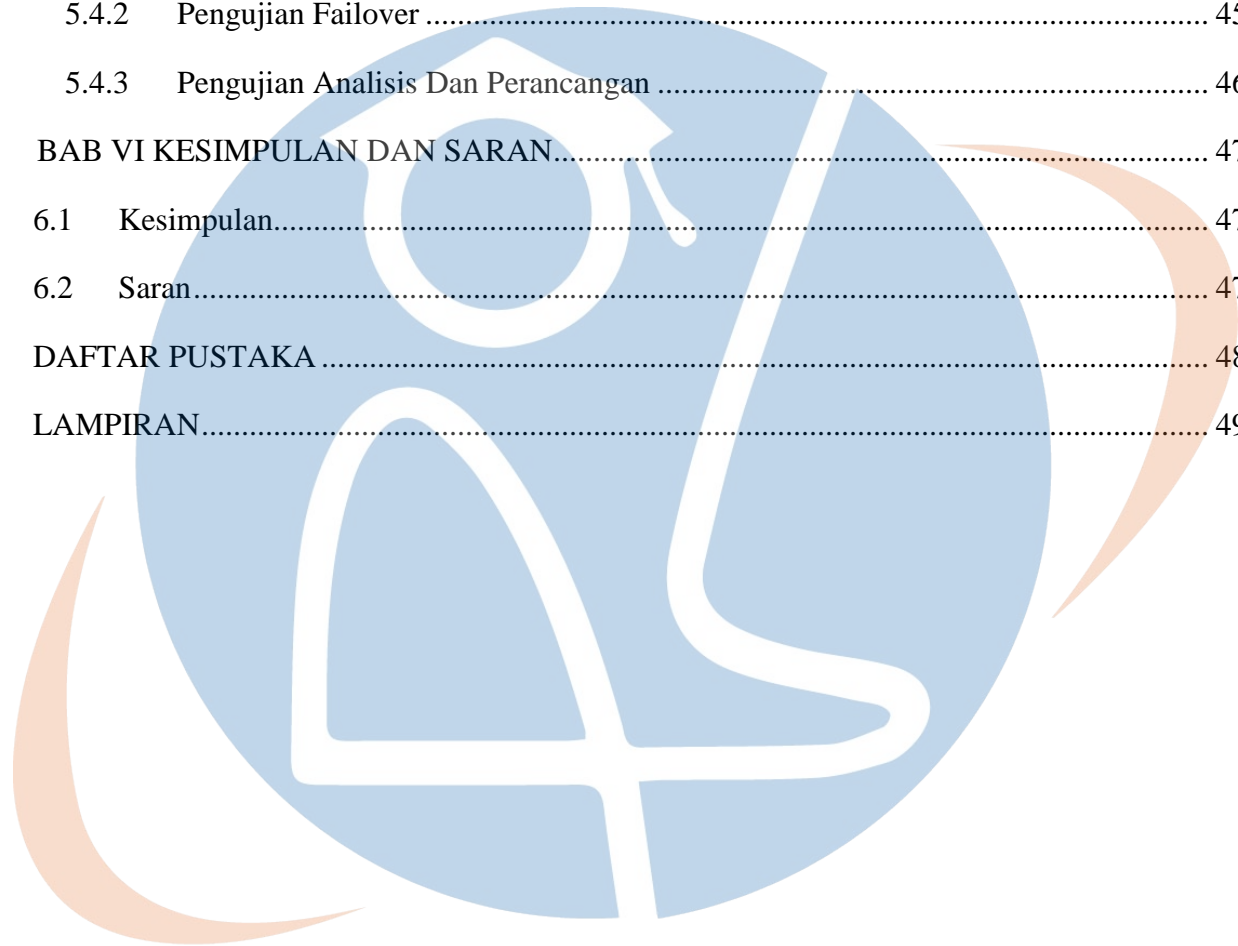 5.4.2 Pengujian Failover ........ 45
5.4.3 Pengujian Analisis Dan Perancangan ........ 46
BAB VI KESIMPULAN DAN SARAN ........ 47
6.1 Kesimpulan ........ 47
6.2 Saran ........ 47
DAFTAR PUSTAKA ........ 48
LAMPIRAN ........ 49